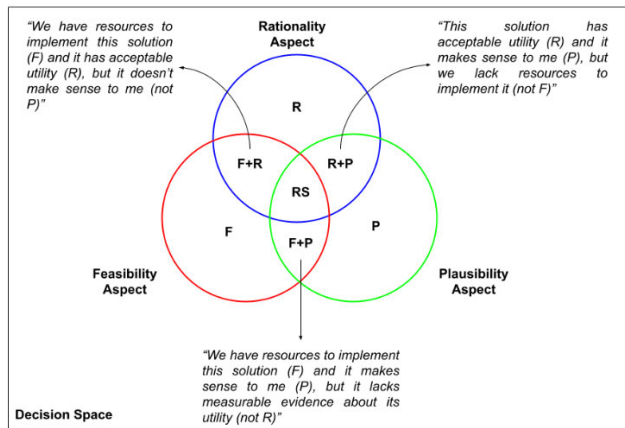 “We have resources to
implement this solution
(F) and it has acceptable
utility (R), but it doesn’t
make sense to me (not
P)”
Rationality
Aspect
“This solution has
acceptable utility (R) and it
makes sense to me (P), but
we lack resources to
implement it (not F)”
R
F+R
R+P
RS
F
P
F+P
Feasibility
Aspect
Plausibility
Aspect
“We have resources to implement
this solution (F) and it makes
sense to me (P), but it lacks
measurable evidence about its
utility (not R)”
Decision Space